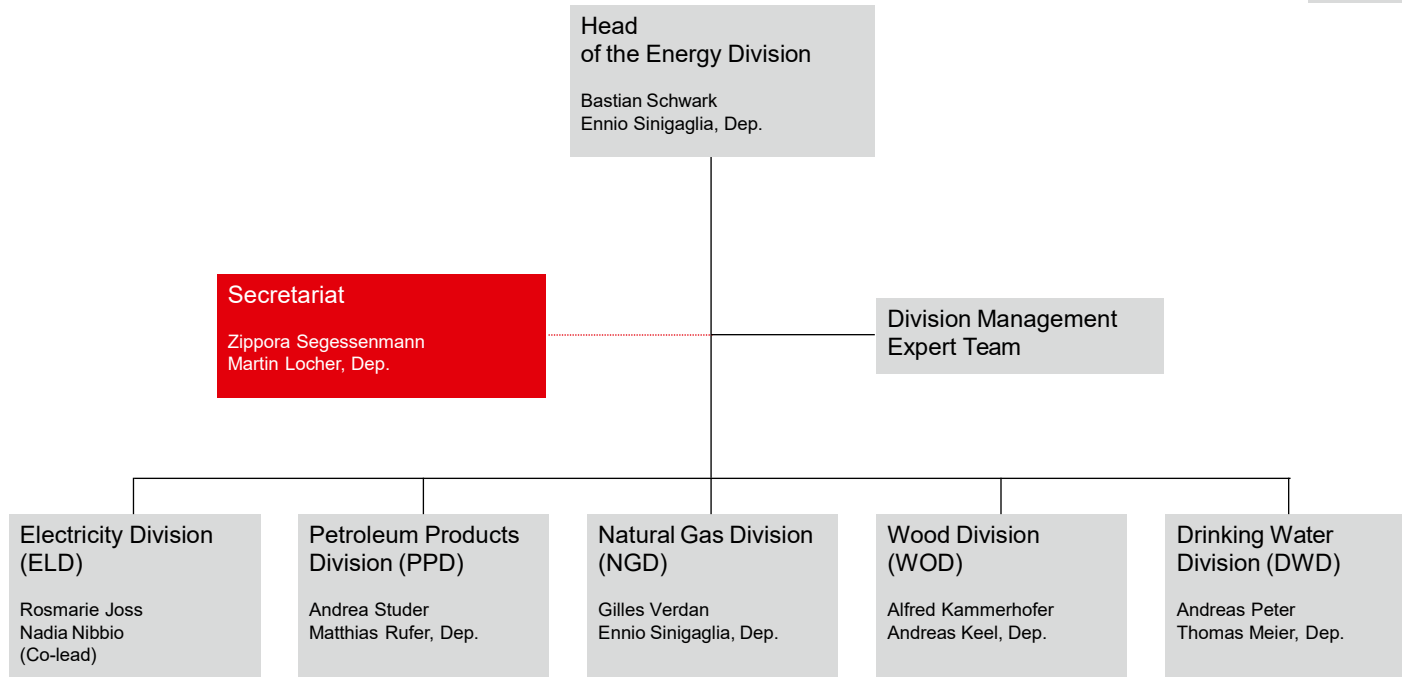 Head
of the Energy Division
Bastian Schwark
Ennio Sinigaglia, Dep.
Secretariat
Zippora Segessenmann
Martin Locher, Dep.
Division Management
Expert Team
Electricity Division
(ELD)
Rosmarie Joss
Nadia Nibbio
(Co-lead)
Petroleum Products
Division (PPD)
Andrea Studer
Matthias Rufer, Dep.
Natural Gas Division
(NGD)
Gilles Verdan
Ennio Sinigaglia, Dep.
Wood Division
(WOD)
Alfred Kammerhofer
Andreas Keel, Dep.
Drinking Water
Division (DWD)
Andreas Peter
Thomas Meier, Dep.